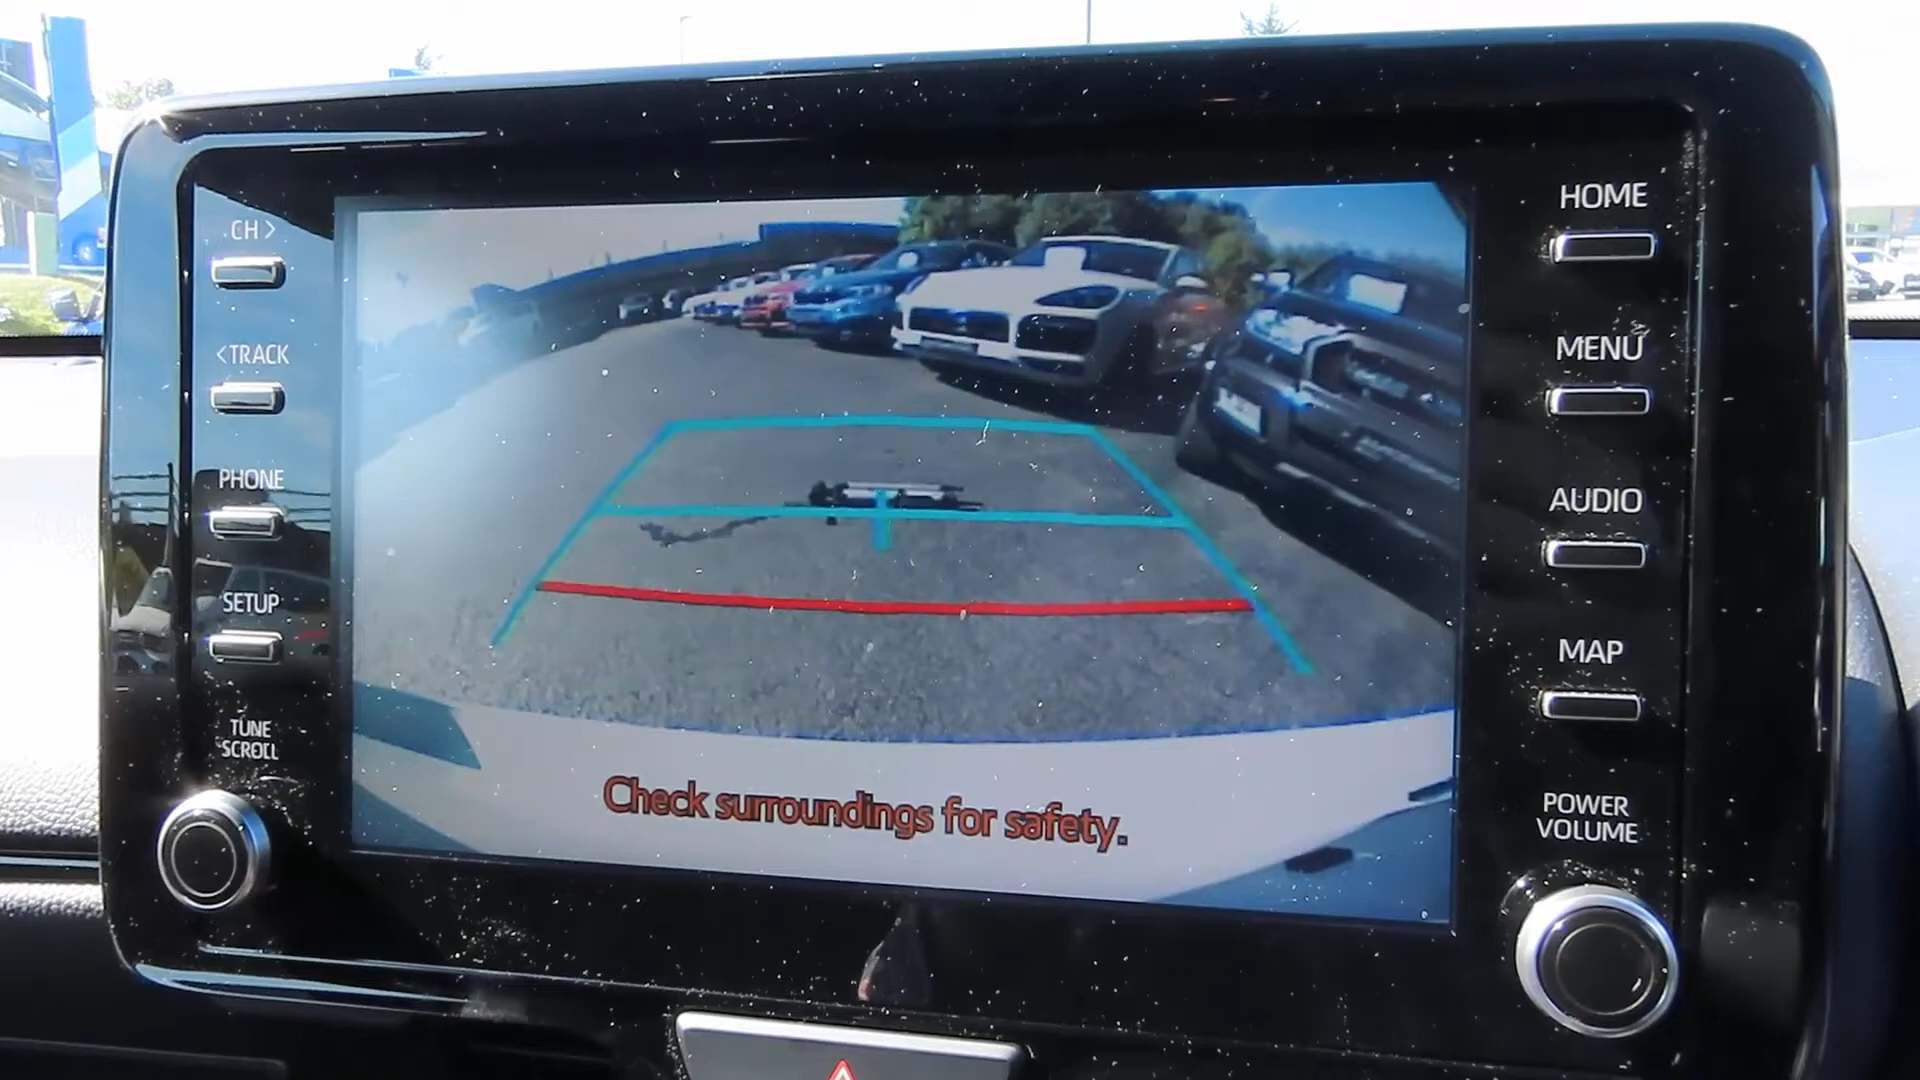 CH>
<TRACK
PHONE
SETUP
TUNE
SCROLL
Check surroundings for safety.
HOME
MENU
AUDIO
MAP
POWER
VOLUME